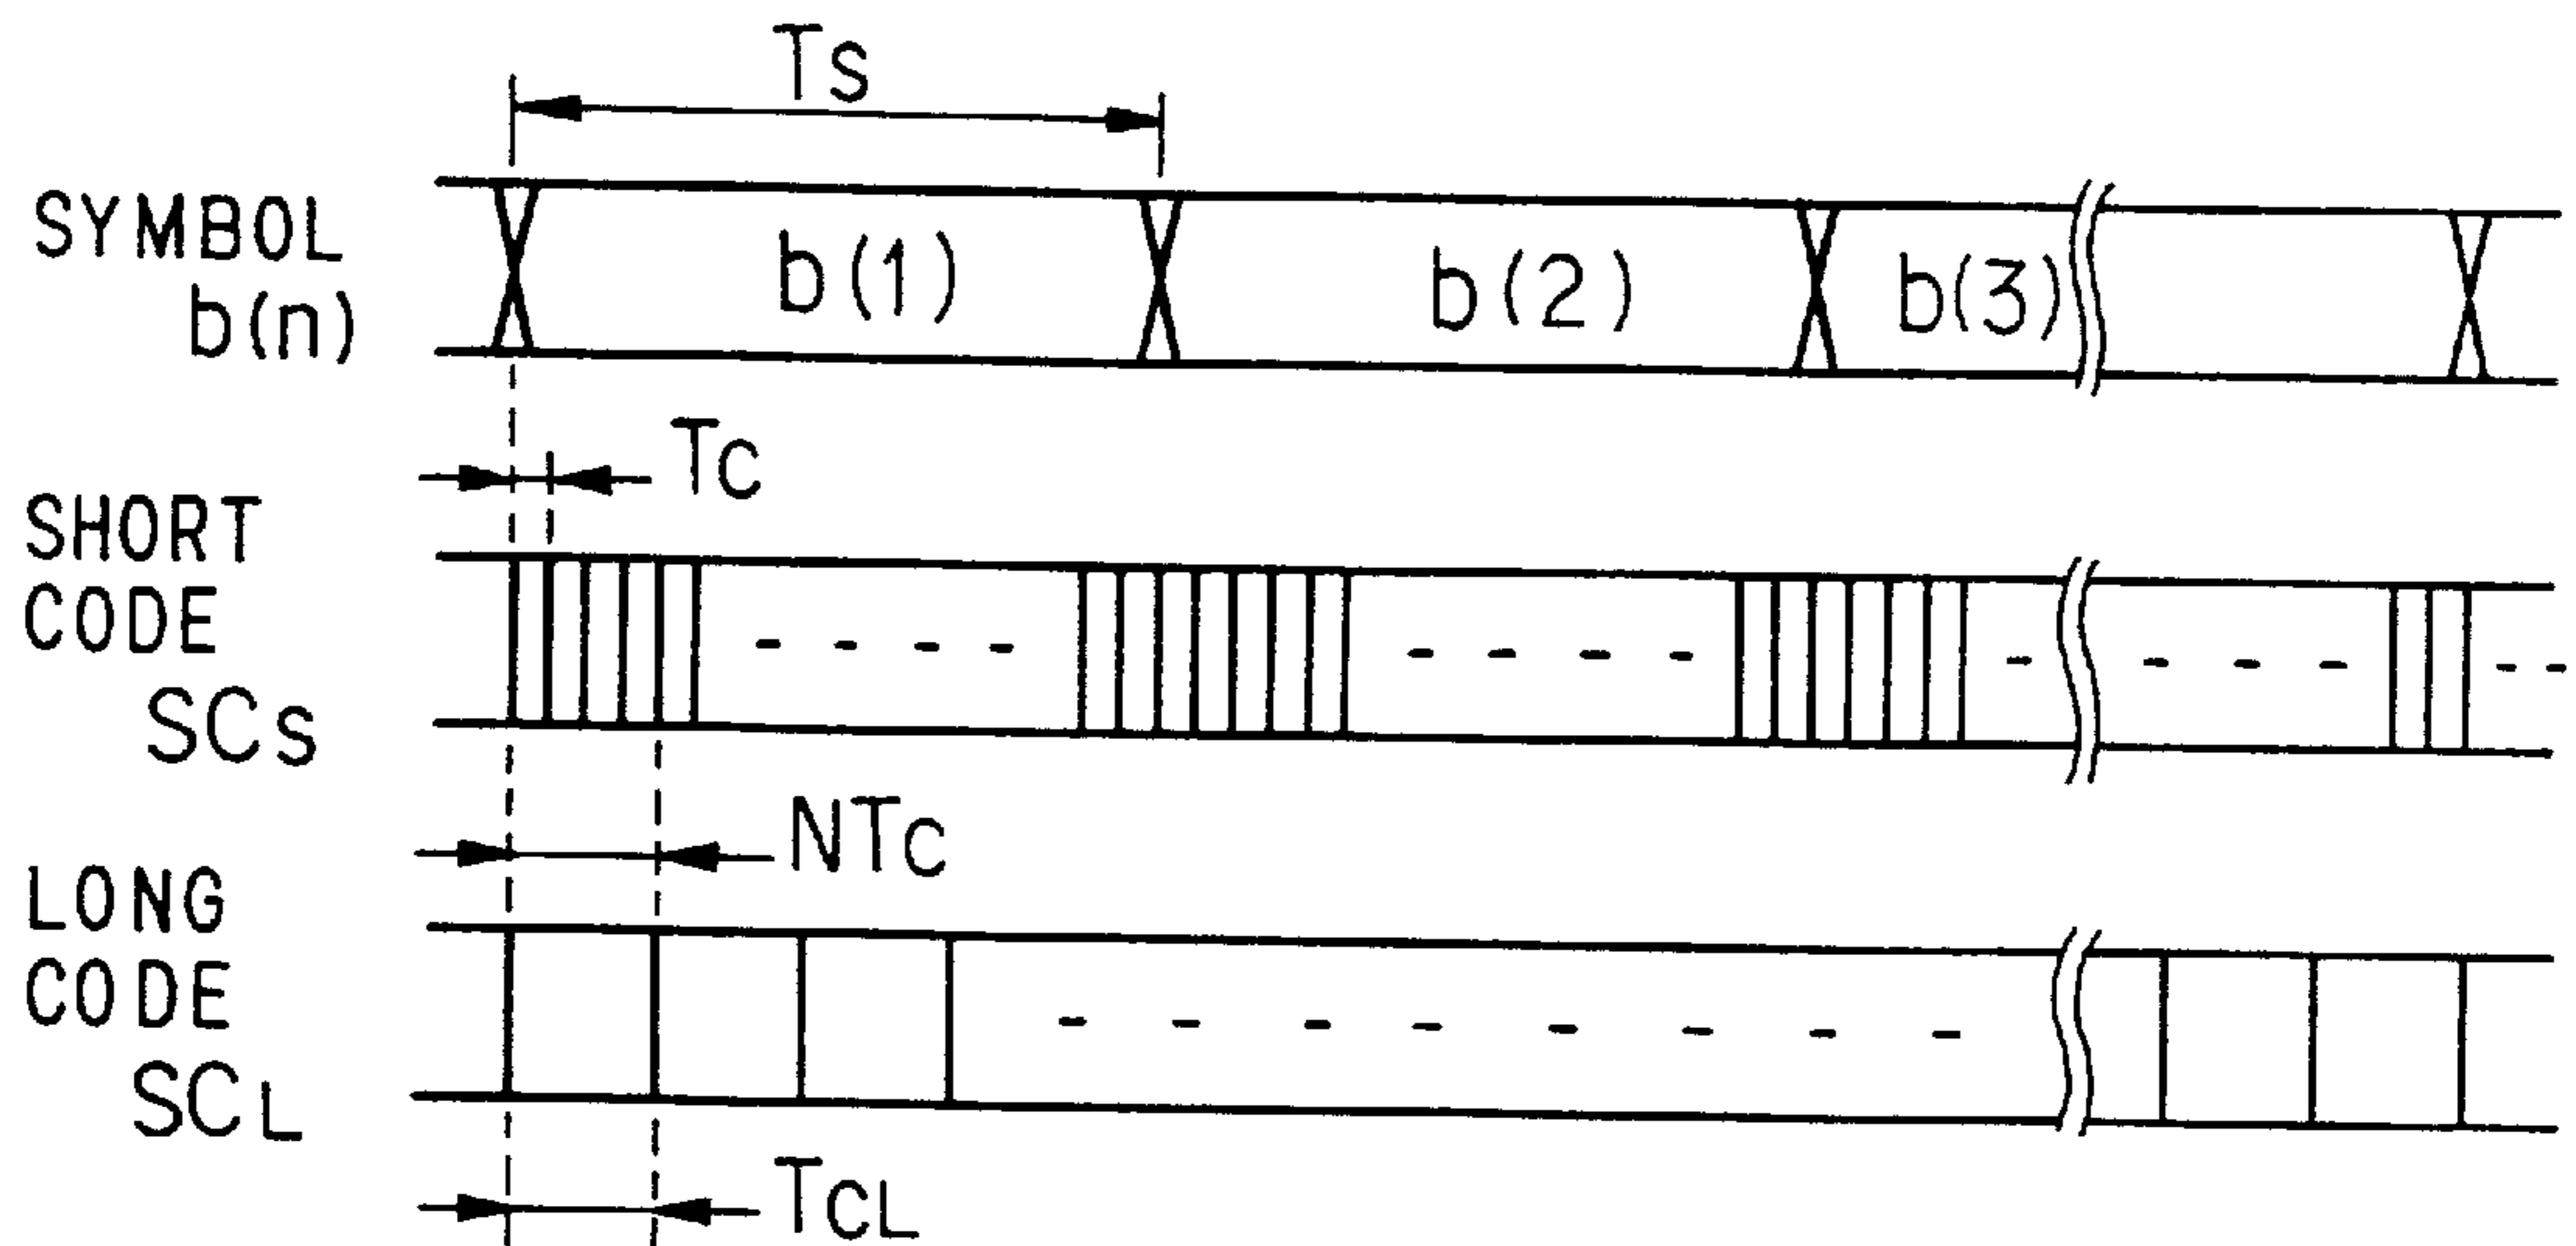 Ts
SYMBOL
b(n)
b(1)
b(2)
b(3)
Tc
SHORT
CODE
SCs
NTc
LONG
CODE
SCL
TCL